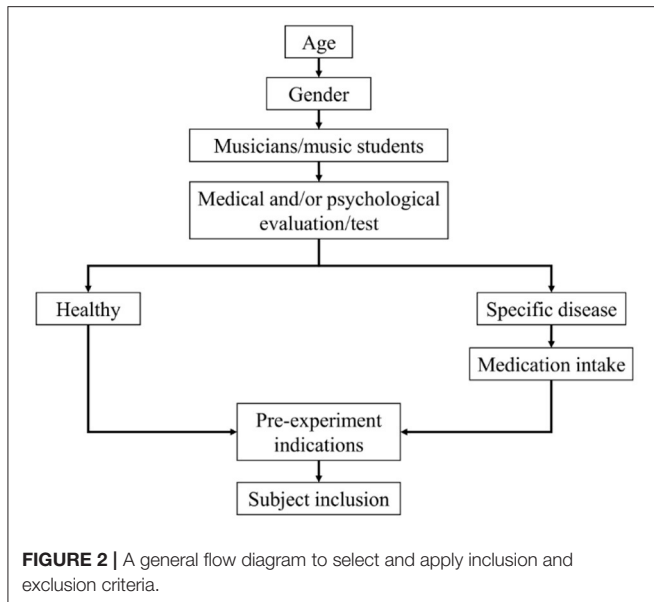 Age
Gender
Musicians/music students
Medical and/or psychological
evaluation/test
Healthy
Specific disease
Medication intake
Pre-experiment
indications
Subject inclusion
FIGURE 2 | A general flow diagram to select and apply inclusion and
exclusion criteria.